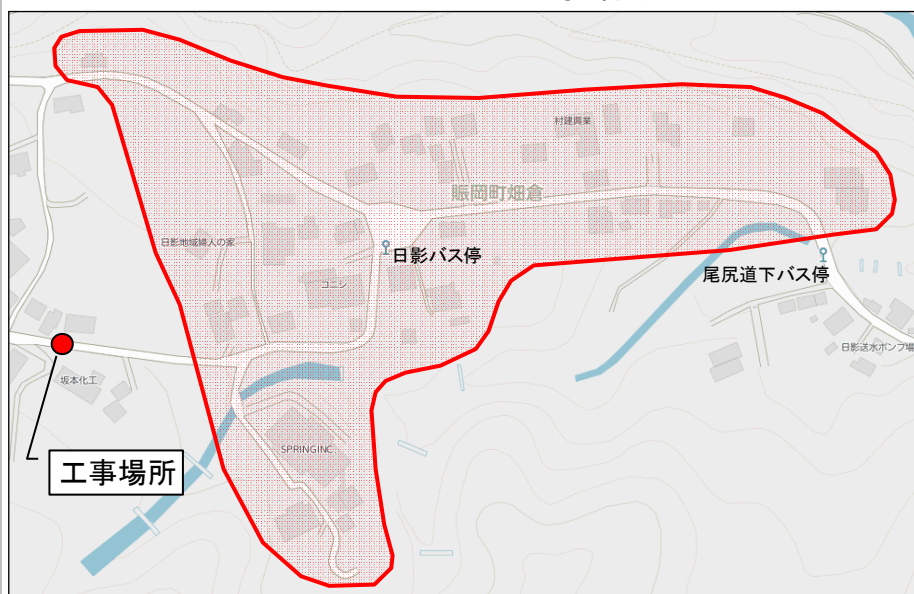 村建興業
賑岡町畑倉
日影地域婦人の家
日影バス停
尾尻道下バス停
コニシ
日影送水ポンプ場
坂本化工
工事場所
SPRINGINC.